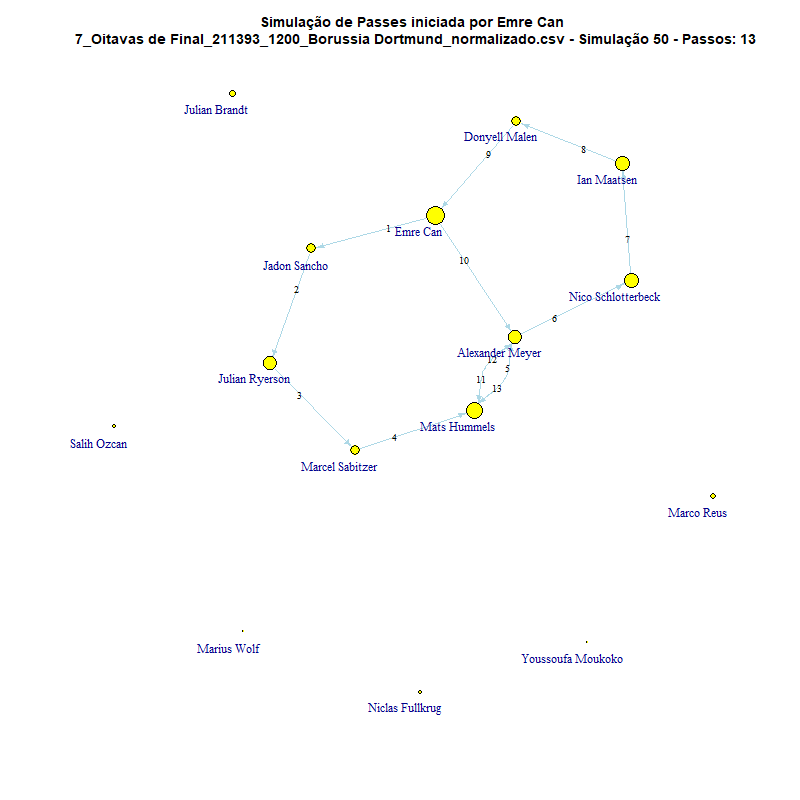 Simulação de Passes iniciada por Emre Can
7_Oitavas de Final_211393_1200_Borussia Dortmund_normalizado.csv - Simulação 50 - Passos: 13
Julian Brandt
Donyell Malen
8
9
Ian Maatsen
1
Emre Can
7
10
Jadon Sancho
2
Nico Schlotterbeck
6
Alexander Meyer
12
5
Julian Ryerson
11
13
3
Mats Hummels
4
Salih Ozcan
Marcel Sabitzer
Marco Reus
Marius Wolf
Youssoufa Moukoko
Niclas Fullkrug